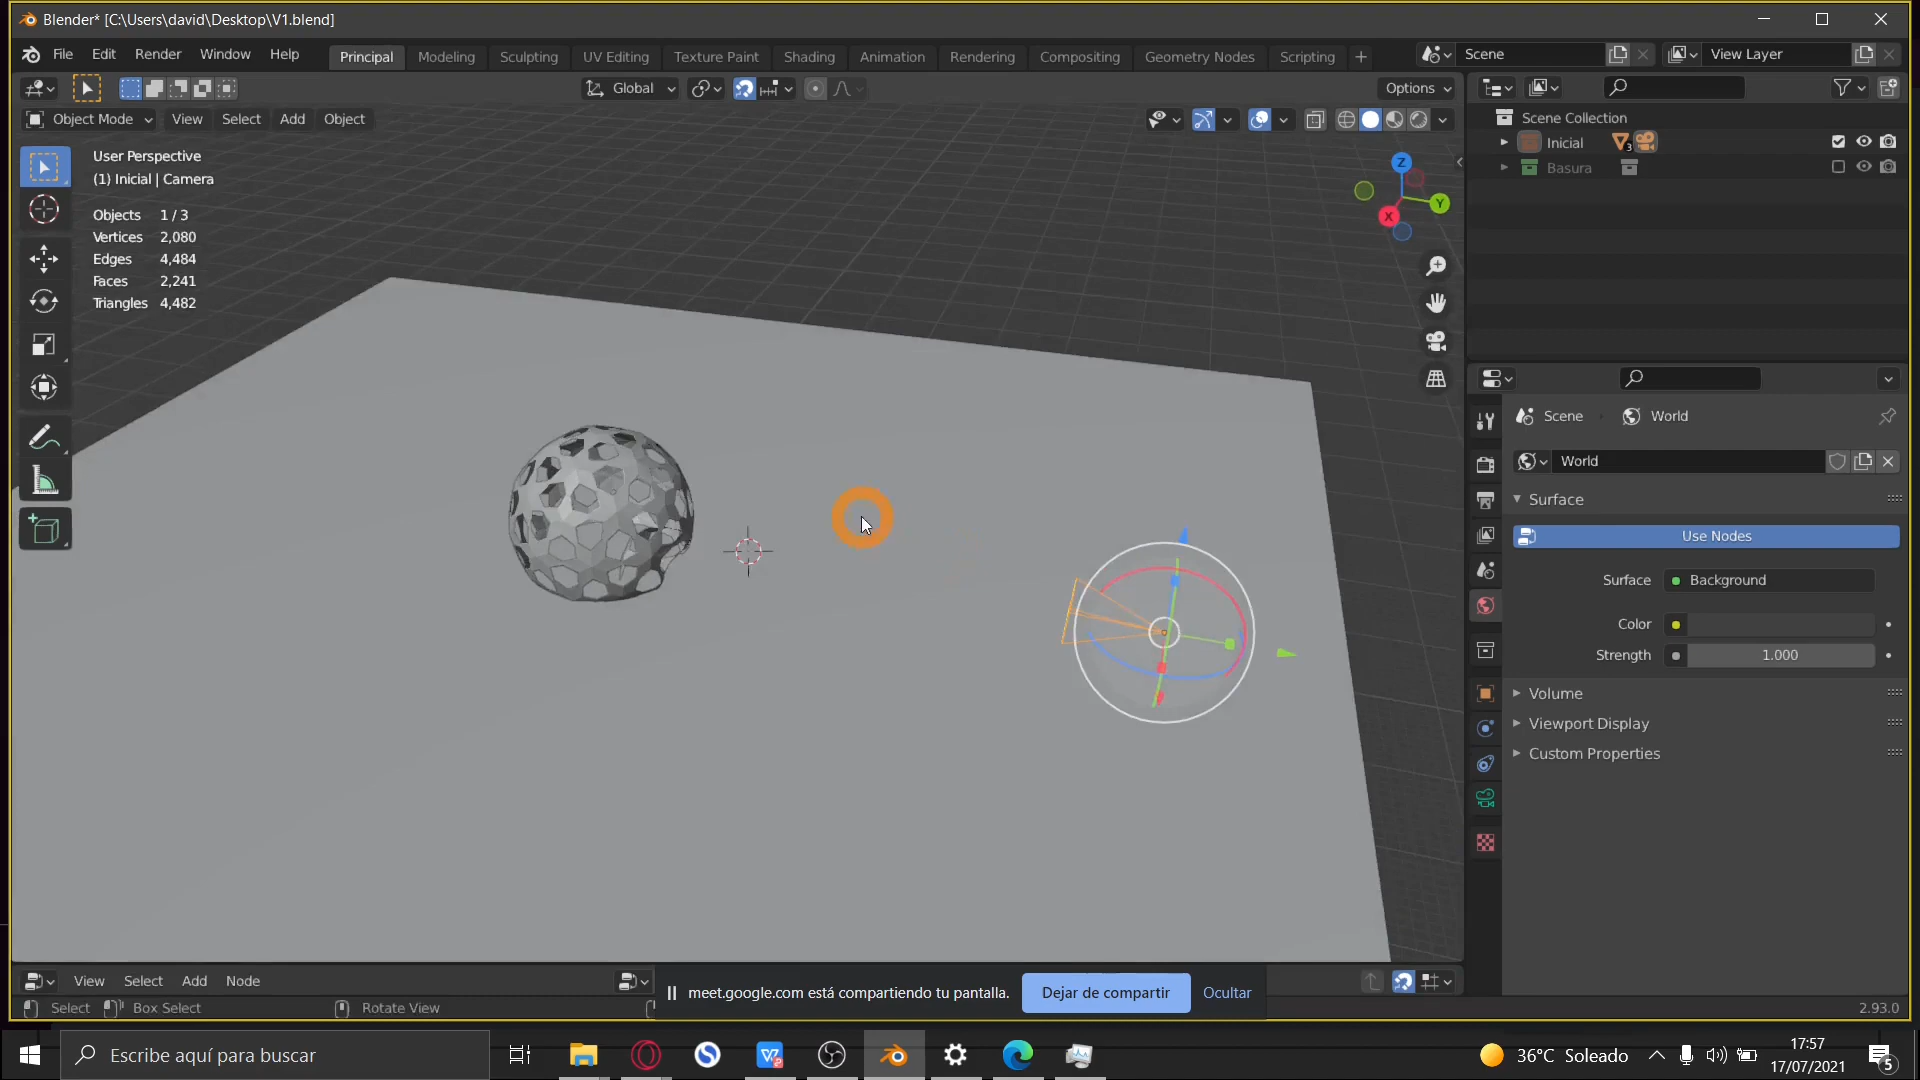 Blender* [C:\Users\david\Desktop\V1.blend]
File Edit Render Window Help Principal Modeling Sculpting UV Editing Texture Paint Shading Animation Rendering Compositing Geometry Nodes Scripting + Scene View Layer
Global Options
Object Mode View Select Add Object
Scene Collection
Inicial 3
Basura
User Perspective
(1) Inicial | Camera
Objects 1 / 3
Vertices 2,080
Edges 4,484
Faces 2,241
Triangles 4,482
Z
Y
X
Scene World
World
Surface
Use Nodes
Surface Background
Color
Strength 1.000
Volume
Viewport Display
Custom Properties
View Select Add Node
meet.google.com está compartiendo tu pantalla. Dejar de compartir Ocultar
Select Box Select Rotate View 2.93.0
Escribe aquí para buscar
36°C Soleado
17:57
17/07/2021
5